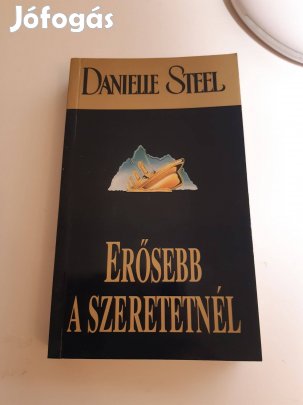 Jófogás
DANIELLE STEEL
ERŐSEBB
A SZERETETNÉL